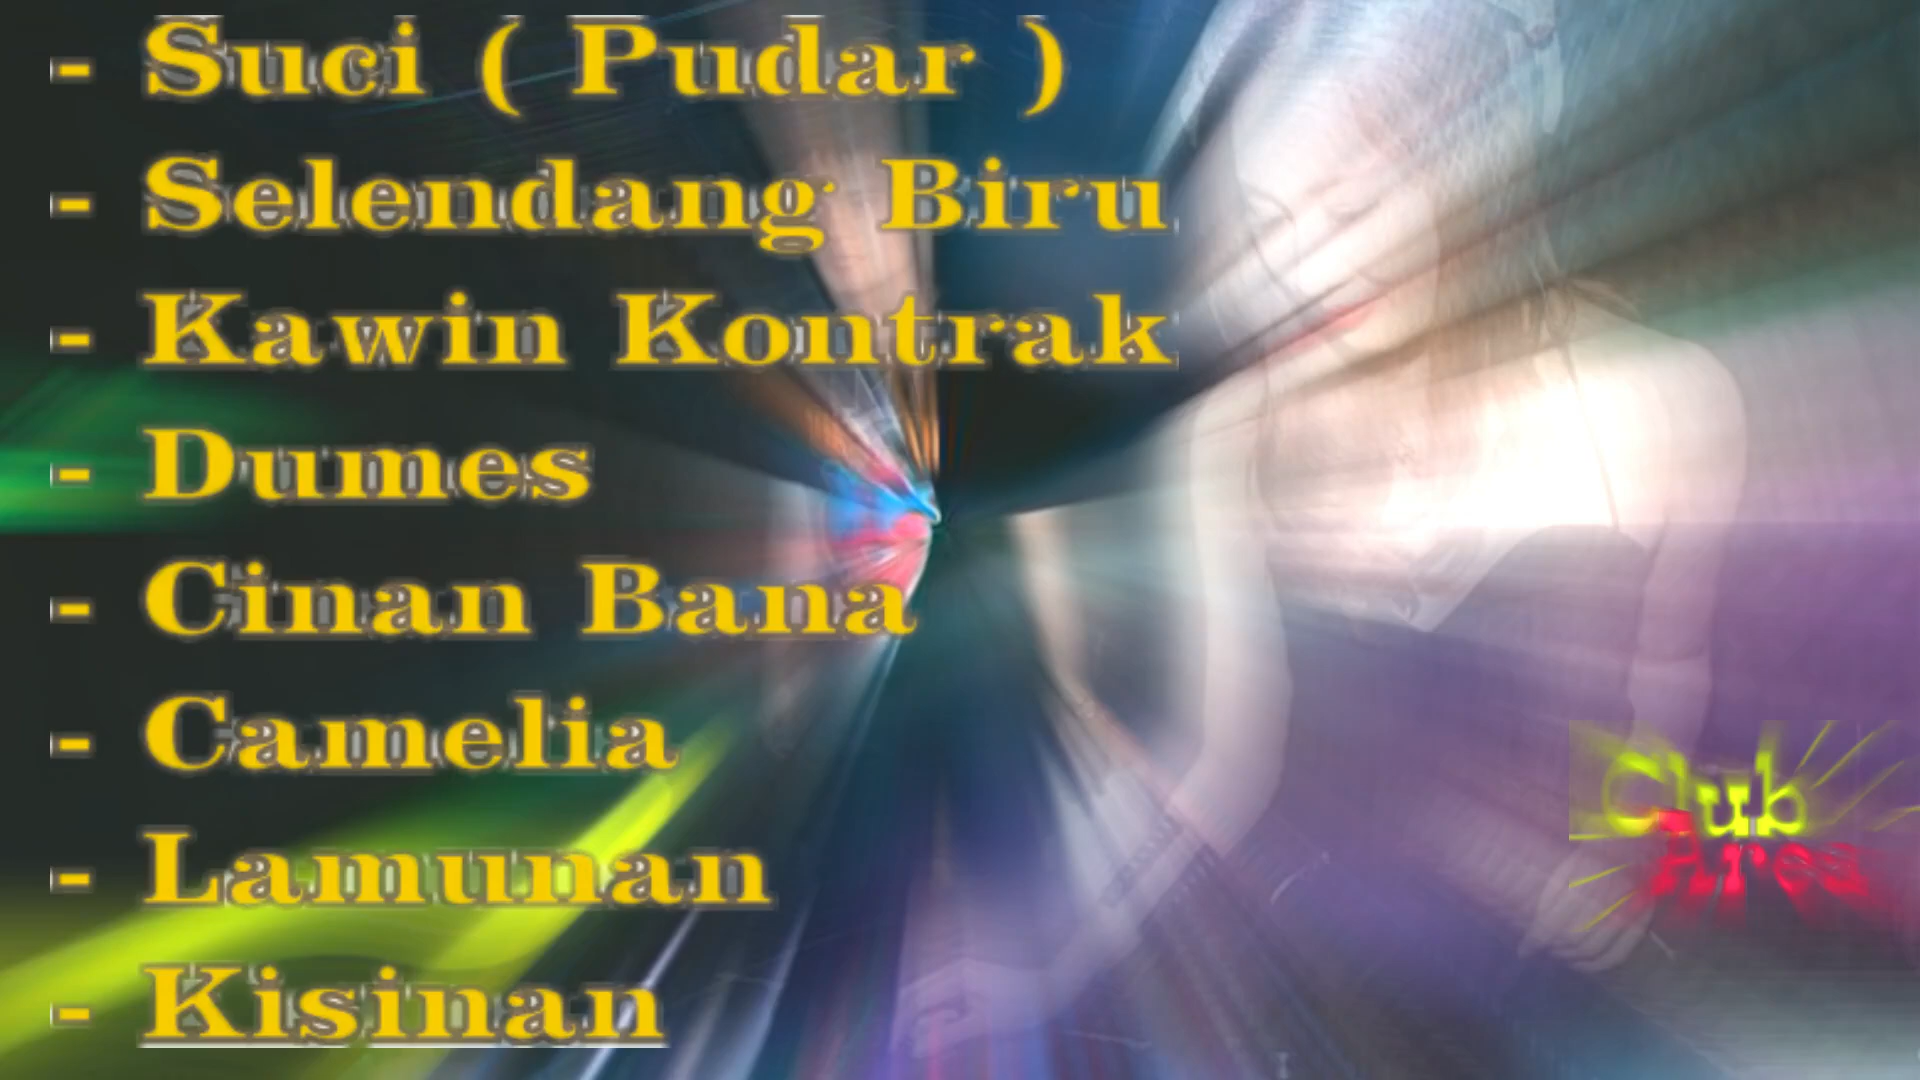 - Suci ( Pudar )
- Selendang Biru
- Kawin Kontrak
- Dumes
- Cinan Bana
- Camelia
- Lamunan
- Kisinan
Club
Area